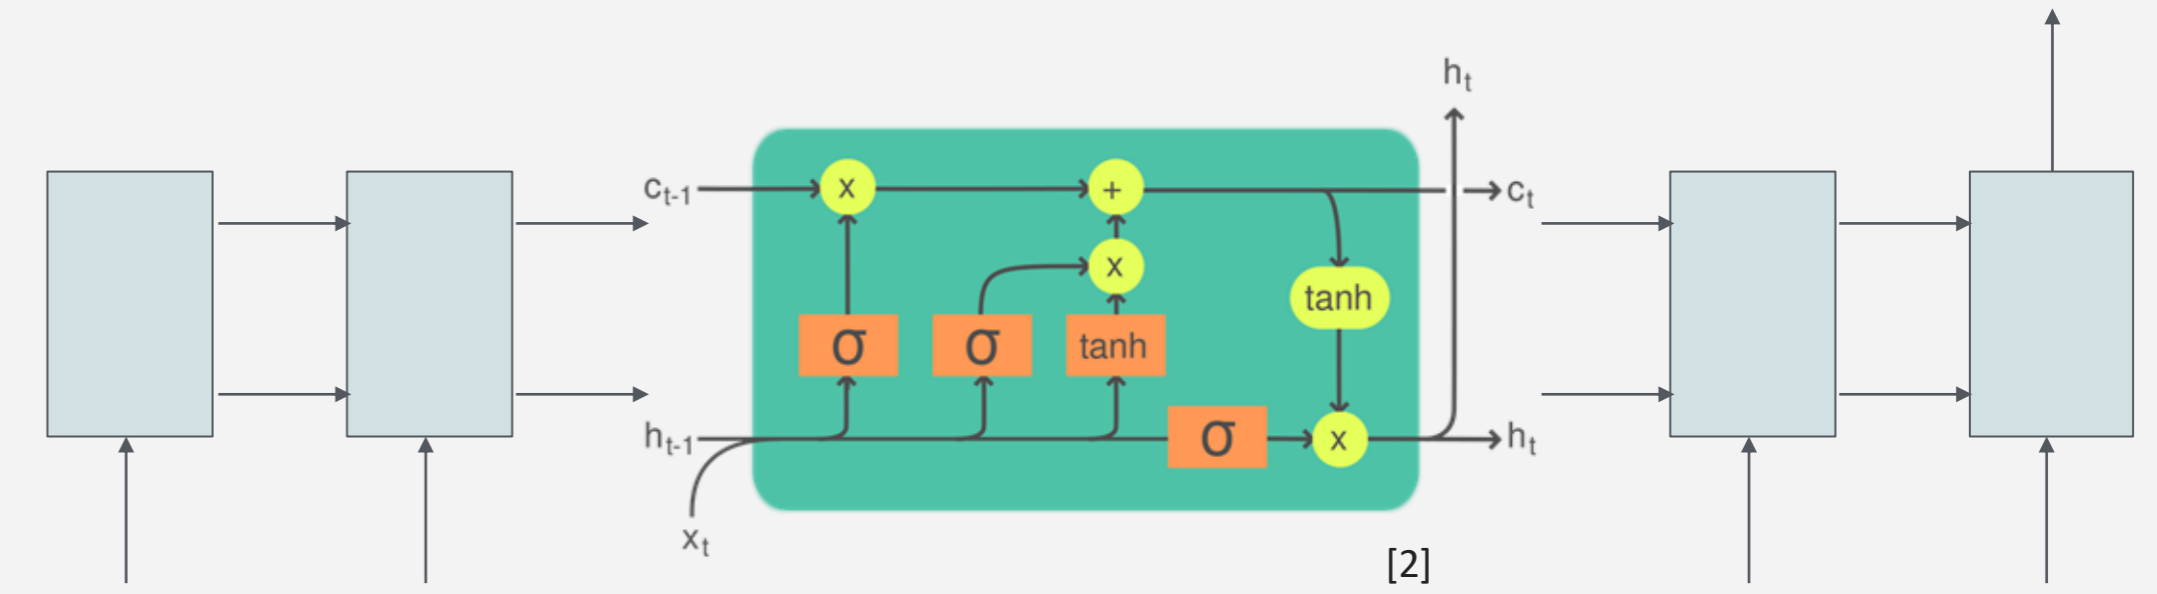 h_t
c_{t-1}
x
+
c_t
x
tanh
σ
σ
tanh
h_{t-1}
σ
x
h_t
x_t
[2]